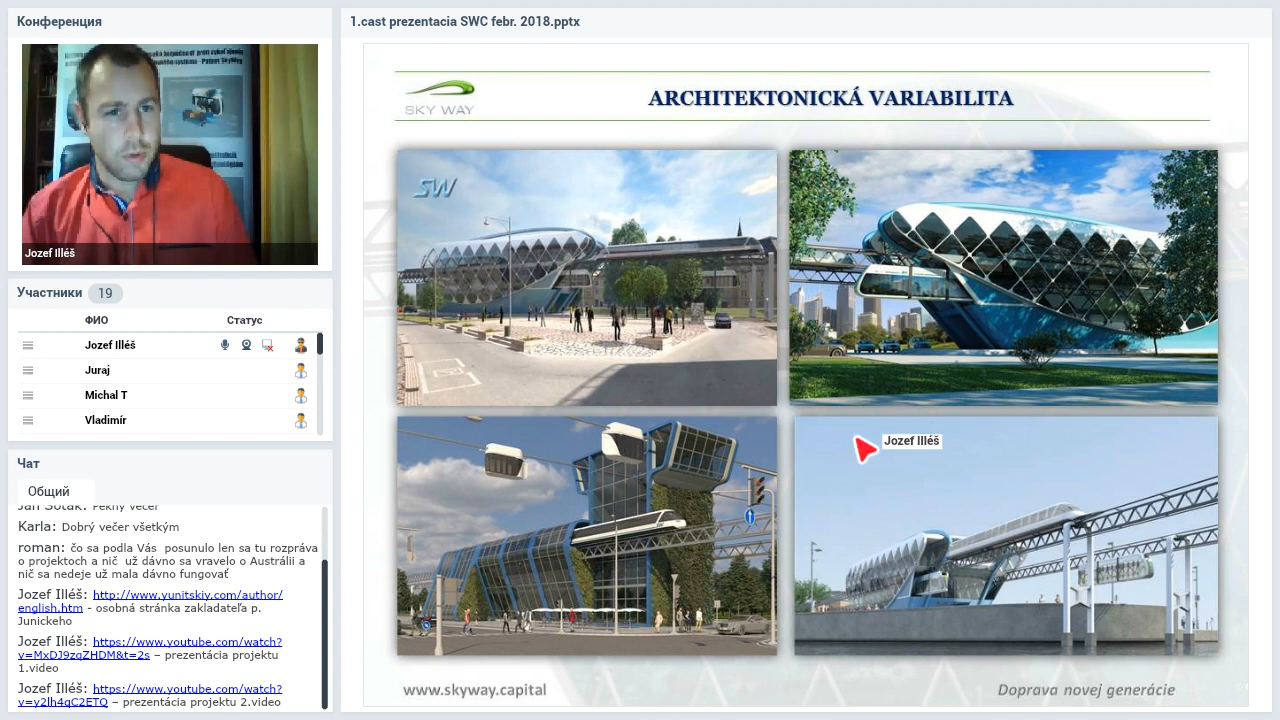 Конференция
Jozef Illéš
Участники 19
ФИО Статус
Jozef Illéš
Juraj
Michal T
Vladimír
Чат
Общий
Karla: Dobrý večer všetkým
roman: čo sa podla Vás posunulo len sa tu rozpráva
o projektoch a nič už dávno sa vravelo o Austrálii a
nič sa nedeje už mala dávno fungovať
Jozef Illéš: http://www.yunitskiy.com/author/
english.htm - osobná stránka zakladateľa p.
Junickeho
Jozef Illéš: https://www.youtube.com/watch?
v=MxDJ9zqZHDM&t=2s – prezentácia projektu
1.video
Jozef Illéš: https://www.youtube.com/watch?
v=y2lh4qC2ETQ – prezentácia projektu 2.video
1.cast prezentacia SWC febr. 2018.pptx
SKY WAY
ARCHITEKTONICKÁ VARIABILITA
SW
Jozef Illéš
www.skyway.capital
Doprava novej generácie